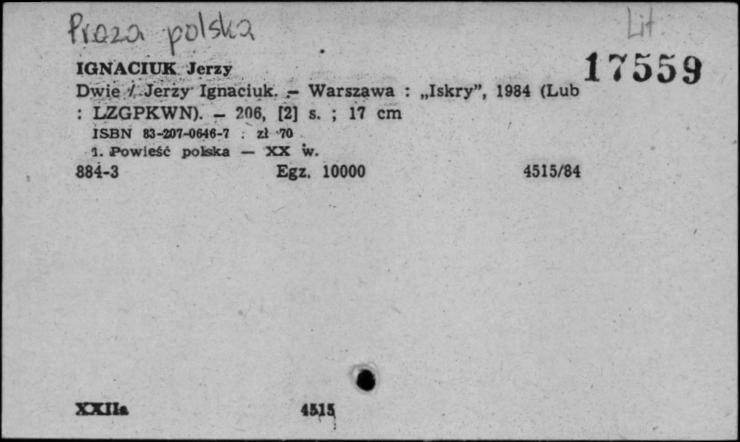 Proza polska
Lit
17559
IGNACIUK Jerzy
Dwie / Jerzy Ignaciuk. — Warszawa : „Iskry”, 1984 (Lub
: LZGPKWN). — 206, [2] s. ; 17 cm
ISBN 83-207-0646-7 : zł 70
1. Powieść polska — XX w.
884-3 Egz. 10000 4515/84
XXIIa 4515